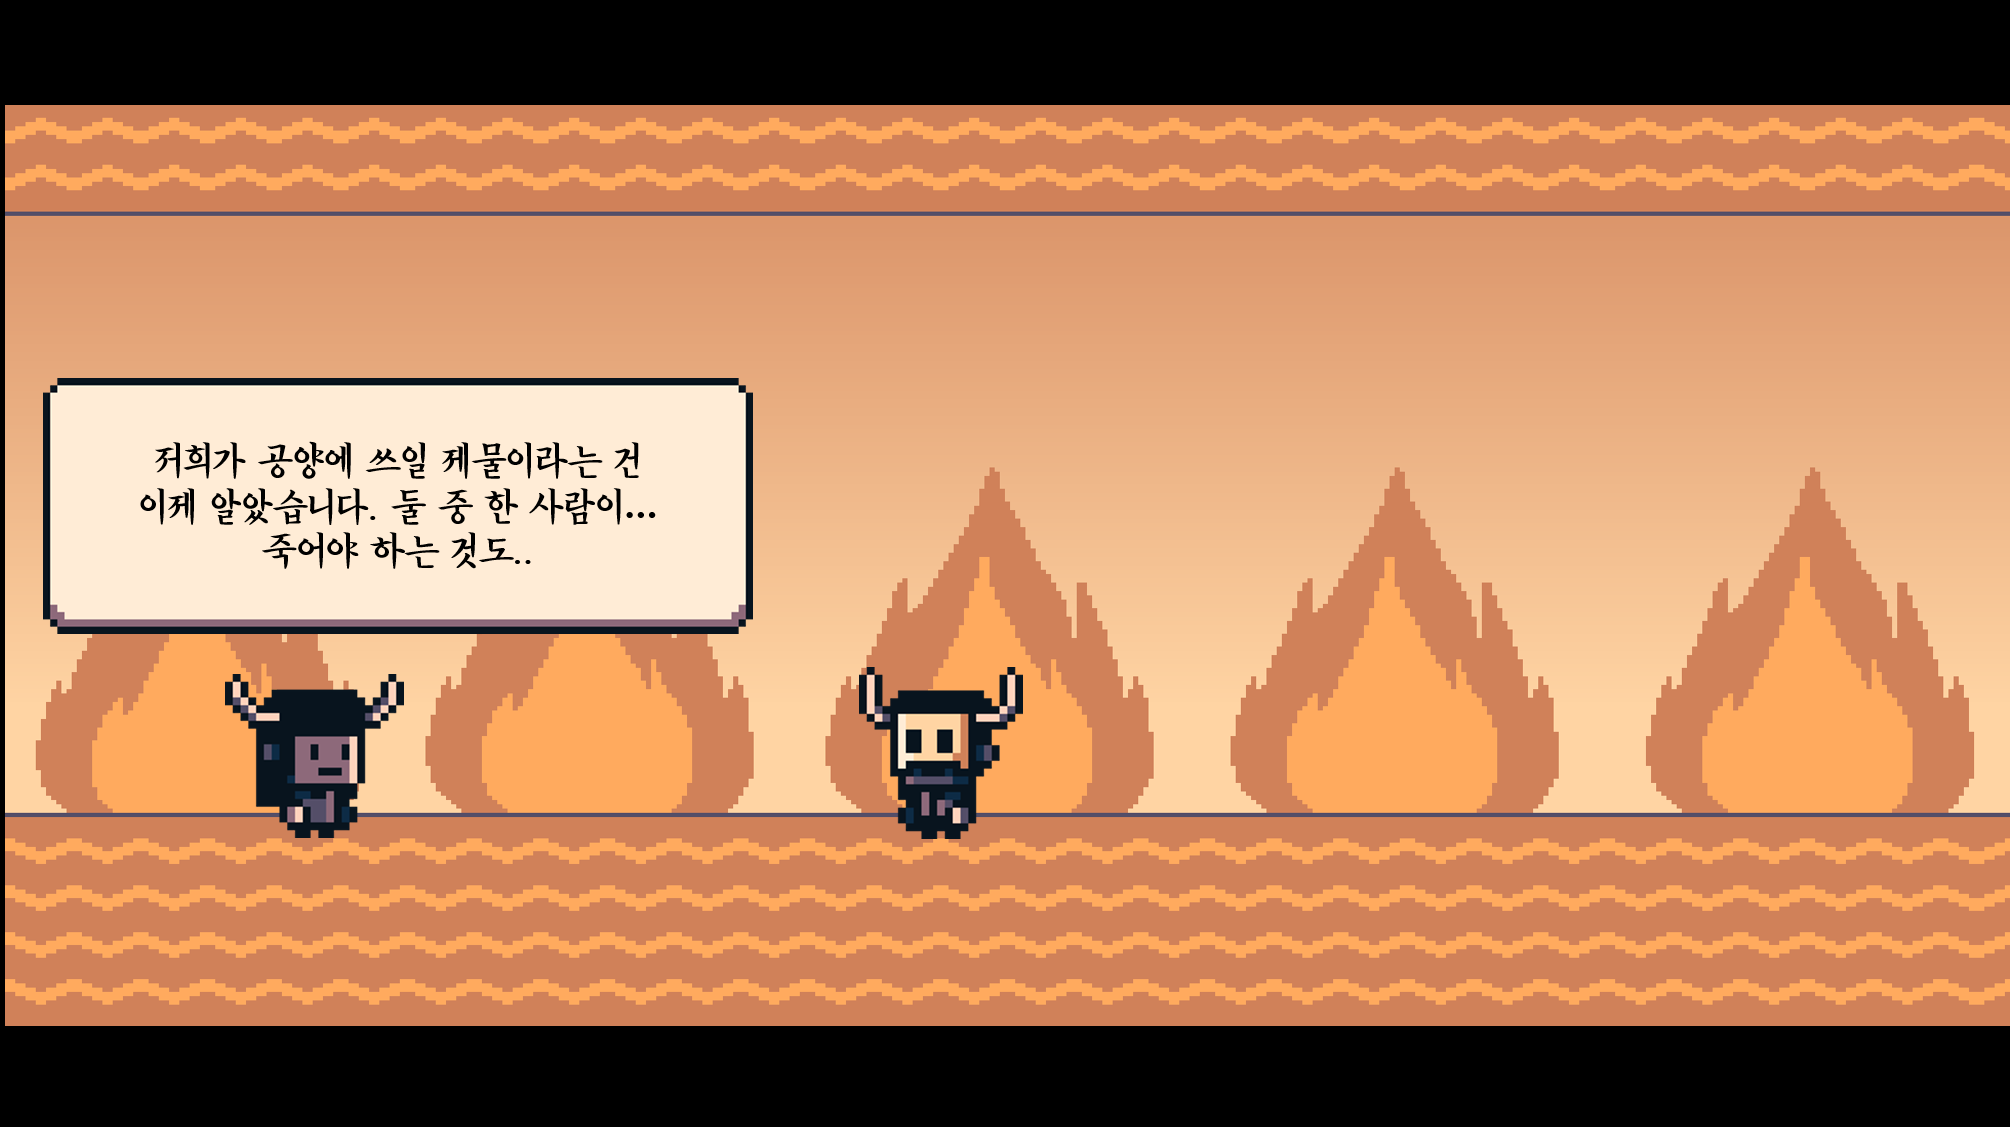 저희가 공양에 쓰일 제물이라는 건
이제 알았습니다. 둘 중 한 사람이...
죽어야 하는 것도..